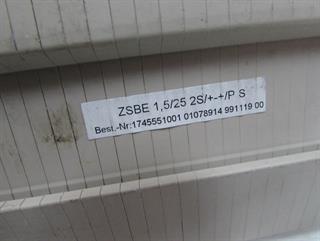 ZSBE 1,5/25 2S/+-+/P S
Best.-Nr:1745551001 01078914 991119 00